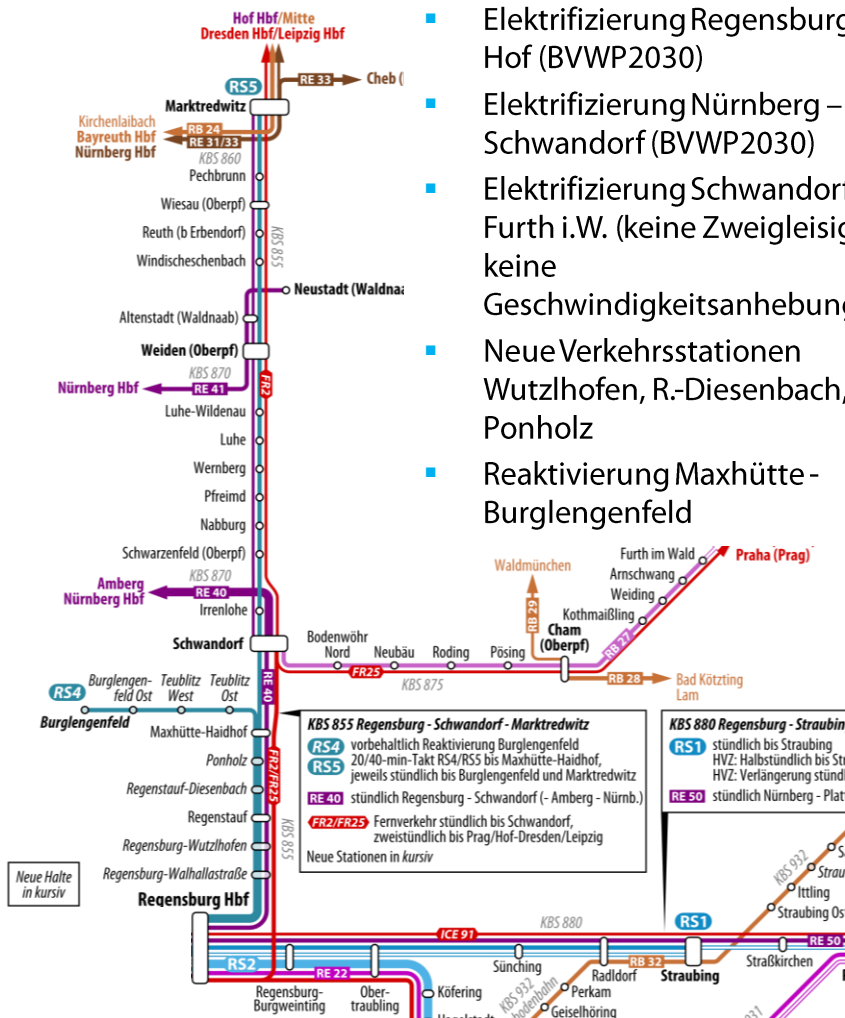 Hof Hbf/Mitte
Dresden Hbf/Leipzig Hbf
RE 33
Cheb (
RS5
Marktredwitz
Kirchenlaibach
Bayreuth Hbf
Nürnberg Hbf
RB 24
RE 31/33
KBS 860
Pechbrunn
Wiesau (Oberpf)
Reuth (b Erbendorf)
KBS 855
Windischeschenbach
Neustadt (Waldnaa
Altenstadt (Waldnaab)
Weiden (Oberpf)
KBS 870
Nürnberg Hbf
RE 41
FR2
Luhe-Wildenau
Luhe
Wernberg
Pfreimd
Nabburg
Schwarzenfeld (Oberpf)
KBS 870
Amberg
Nürnberg Hbf
RE 40
Irrenlohe
Schwandorf
Elektrifizierung Regensburg
Hof (BVWP2030)
Elektrifizierung Nürnberg –
Schwandorf (BVWP2030)
Elektrifizierung Schwandorf
Furth i.W. (keine Zweigleisig
keine
Geschwindigkeitsanhebung
Neue Verkehrsstationen
Wutzlhofen, R.-Diesenbach,
Ponholz
Reaktivierung Maxhütte -
Burglengenfeld
Furth im Wald
Praha (Prag)
Arnschwang
Weiding
Kothmaißling
Waldmünchen
RB 29
Cham
(Oberpf)
RB 27
Bodenwöhr
Nord
Neubäu
Roding
Pösing
FR25
KBS 875
RB 28
Bad Kötzting
Lam
RS4
Burglengen-
feld Ost
Teublitz
West
Teublitz
Ost
Burglengenfeld
RE 40
Maxhütte-Haidhof
Ponholz
FR2/FR25
Regenstauf-Diesenbach
Regenstauf
KBS 855
Regensburg-Wutzlhofen
Regensburg-Walhallastraße
Neue Halte
in kursiv
Regensburg Hbf
KBS 855 Regensburg - Schwandorf - Marktredwitz
RS4 vorbehaltlich Reaktivierung Burglengenfeld
RS5 20/40-min-Takt RS4/RS5 bis Maxhütte-Haidhof,
jeweils stündlich bis Burglengenfeld und Marktredwitz
RE 40 stündlich Regensburg - Schwandorf (- Amberg - Nürnb.)
FR2/FR25 Fernverkehr stündlich bis Schwandorf,
zweistündlich bis Prag/Hof-Dresden/Leipzig
Neue Stationen in kursiv
KBS 880 Regensburg - Straubin
RS1 stündlich bis Straubing
HVZ: Halbstündlich bis Str
HVZ: Verlängerung stünd
RE 50 stündlich Nürnberg - Platt
KBS 932
Strau
Ittling
Straubing Os
KBS 880
RS1
ICE 91
RE 50
RS2
RE 22
Sünching
RB 32
Radldorf
Straubing
Straßkirchen
Regensburg-
Burgweinting
Ober-
traubling
Köfering
KBS 932
Perkam
Geiselhöring